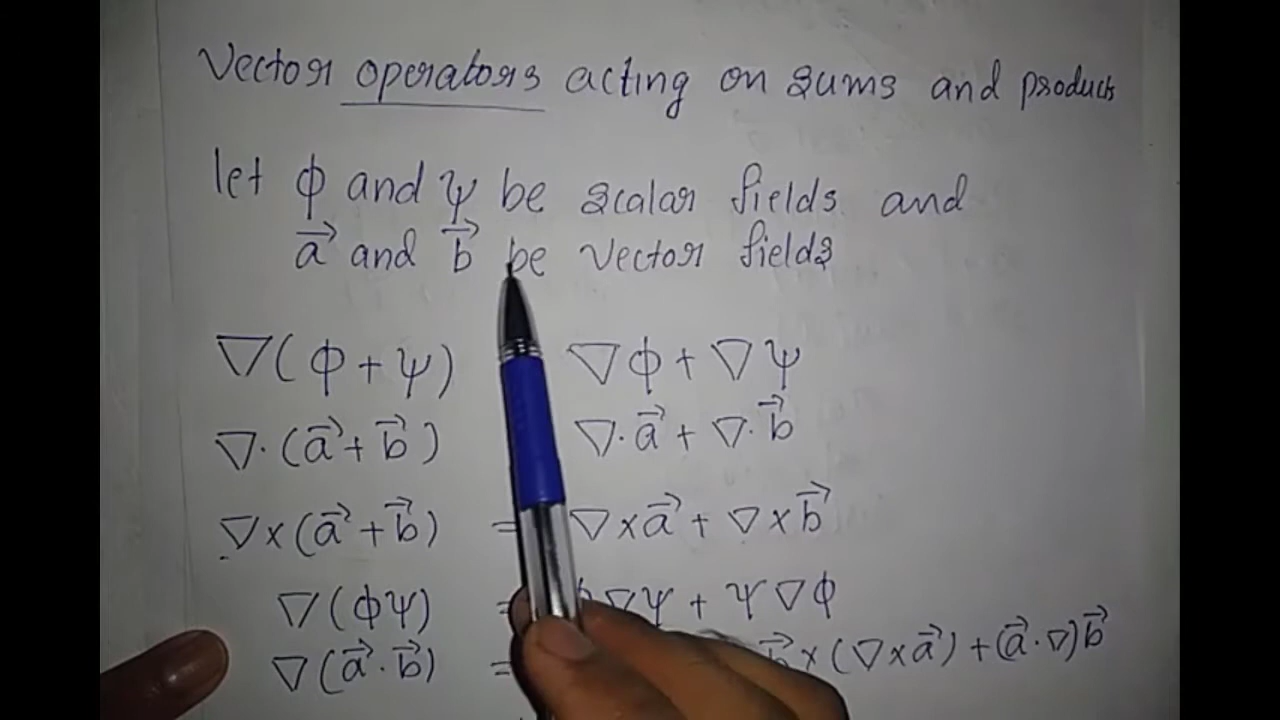 Vector operators acting on sums and products
let ϕ and ψ be scalar fields and
a⃗ and b⃗ be vector fields
∇(ϕ+ψ) ∇ϕ+∇ψ
∇·(a⃗+b⃗) ∇·a⃗+∇·b⃗
∇×(a⃗+b⃗) = ∇×a⃗+∇×b⃗
∇(ϕψ) = ϕ∇ψ+ψ∇ϕ
∇(a⃗·b⃗) = b⃗×(∇×a⃗)+(a⃗·∇)b⃗